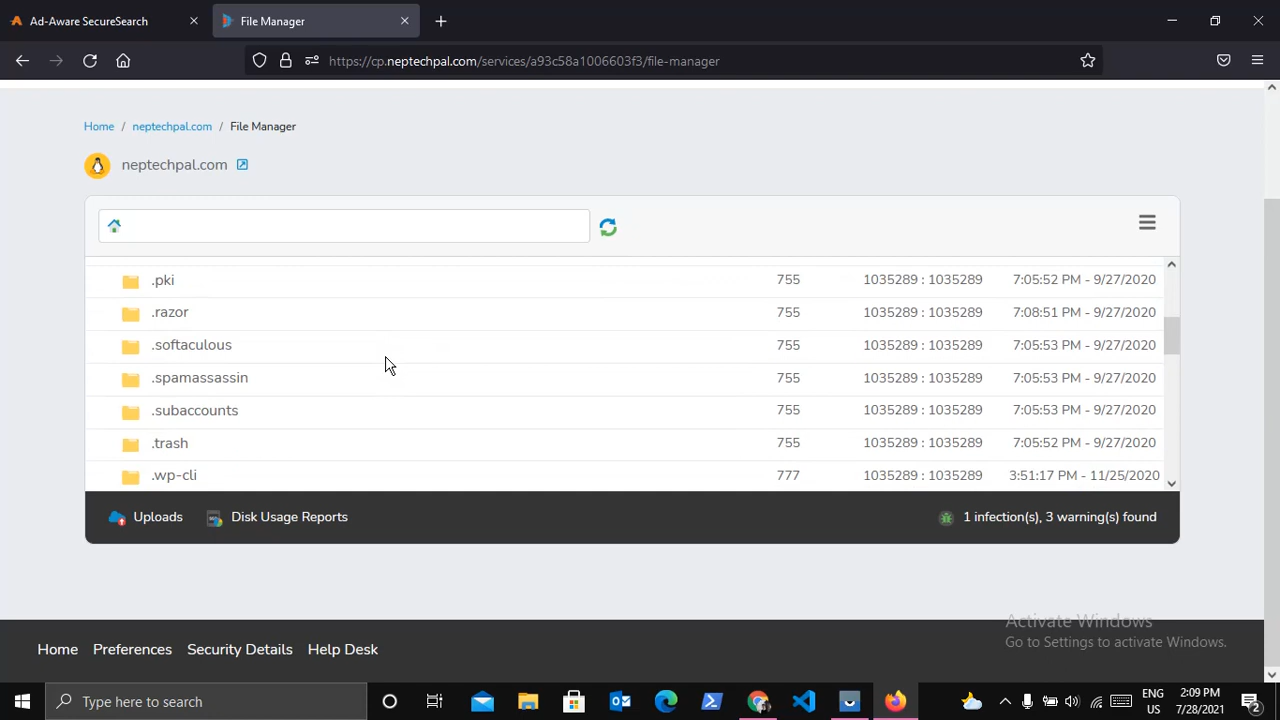 Ad-Aware SecureSearch
File Manager
https://cp.neptechpal.com/services/a93c58a1006603f3/file-manager
Home / neptechpal.com / File Manager
neptechpal.com
.pki 755 1035289 : 1035289 7:05:52 PM - 9/27/2020
.razor 755 1035289 : 1035289 7:08:51 PM - 9/27/2020
.softaculous 755 1035289 : 1035289 7:05:53 PM - 9/27/2020
.spamassassin 755 1035289 : 1035289 7:05:53 PM - 9/27/2020
.subaccounts 755 1035289 : 1035289 7:05:53 PM - 9/27/2020
.trash 755 1035289 : 1035289 7:05:52 PM - 9/27/2020
.wp-cli 777 1035289 : 1035289 3:51:17 PM - 11/25/2020
Uploads Disk Usage Reports 1 infection(s), 3 warning(s) found
Activate Windows
Go to Settings to activate Windows.
Home Preferences Security Details Help Desk
Type here to search
ENG
US
2:09 PM
7/28/2021
2